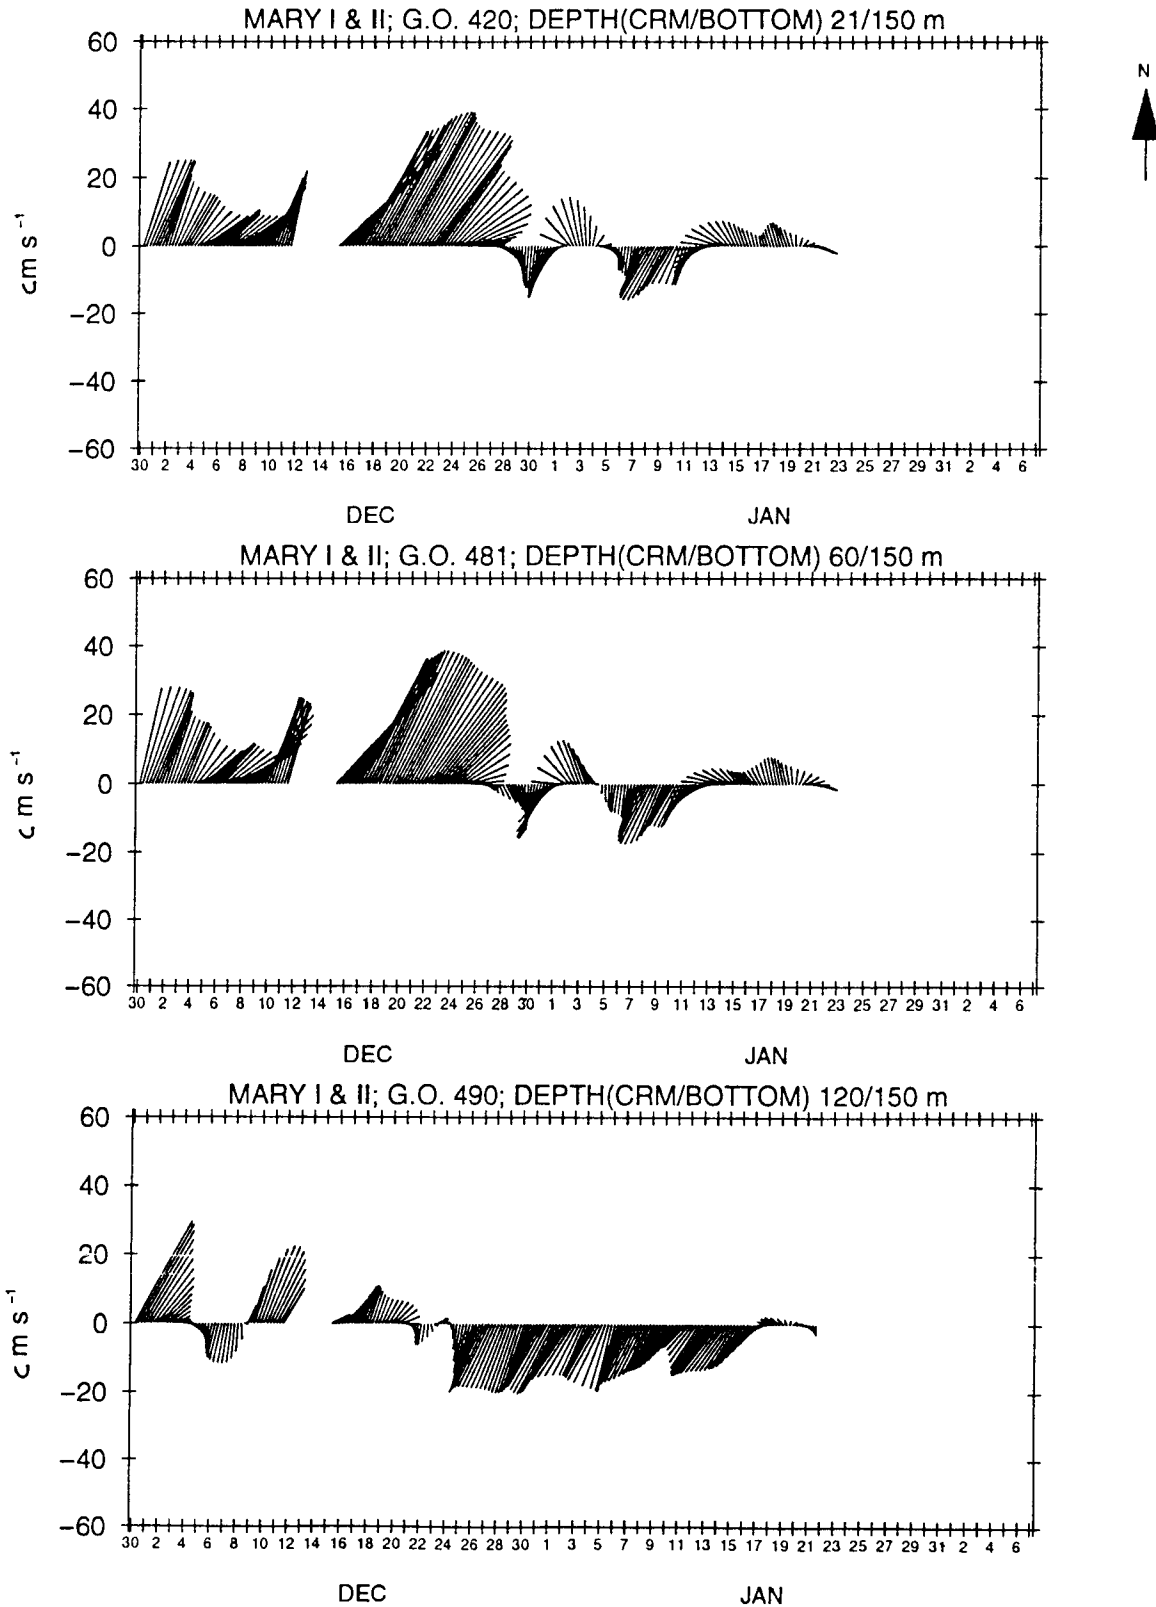 MARY I & II; G.O. 420; DEPTH(CRM/BOTTOM) 21/150 m
60
N
40
20
0
cm s⁻¹
−20
−40
−60
30 2 4 6 8 10 12 14 16 18 20 22 24 26 28 30 1 3 5 7 9 11 13 15 17 19 21 23 25 27 29 31 2 4 6
DEC JAN
MARY I & II; G.O. 481; DEPTH(CRM/BOTTOM) 60/150 m
60
40
20
0
cm s⁻¹
−20
−40
−60
30 2 4 6 8 10 12 14 16 18 20 22 24 26 28 30 1 3 5 7 9 11 13 15 17 19 21 23 25 27 29 31 2 4 6
DEC JAN
MARY I & II; G.O. 490; DEPTH(CRM/BOTTOM) 120/150 m
60
40
20
0
cm s⁻¹
−20
−40
−60
30 2 4 6 8 10 12 14 16 18 20 22 24 26 28 30 1 3 5 7 9 11 13 15 17 19 21 23 25 27 29 31 2 4 6
DEC JAN